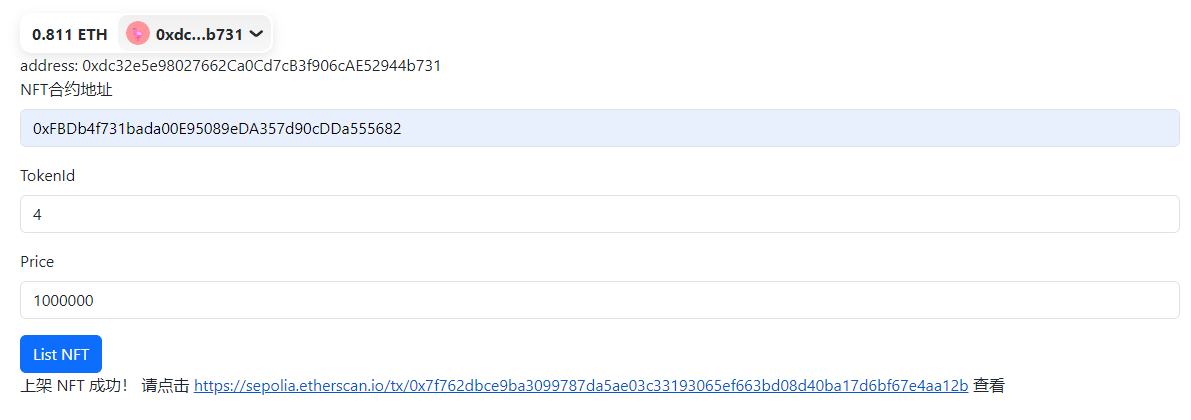 0.811 ETH 0xdc...b731
address: 0xdc32e5e98027662Ca0Cd7cB3f906cAE52944b731
NFT合约地址
0xFBDb4f731bada00E95089eDA357d90cDDa555682
TokenId
4
Price
1000000
List NFT
上架 NFT 成功！ 请点击 https://sepolia.etherscan.io/tx/0x7f762dbce9ba3099787da5ae03c33193065ef663bd08d40ba17d6bf67e4aa12b 查看